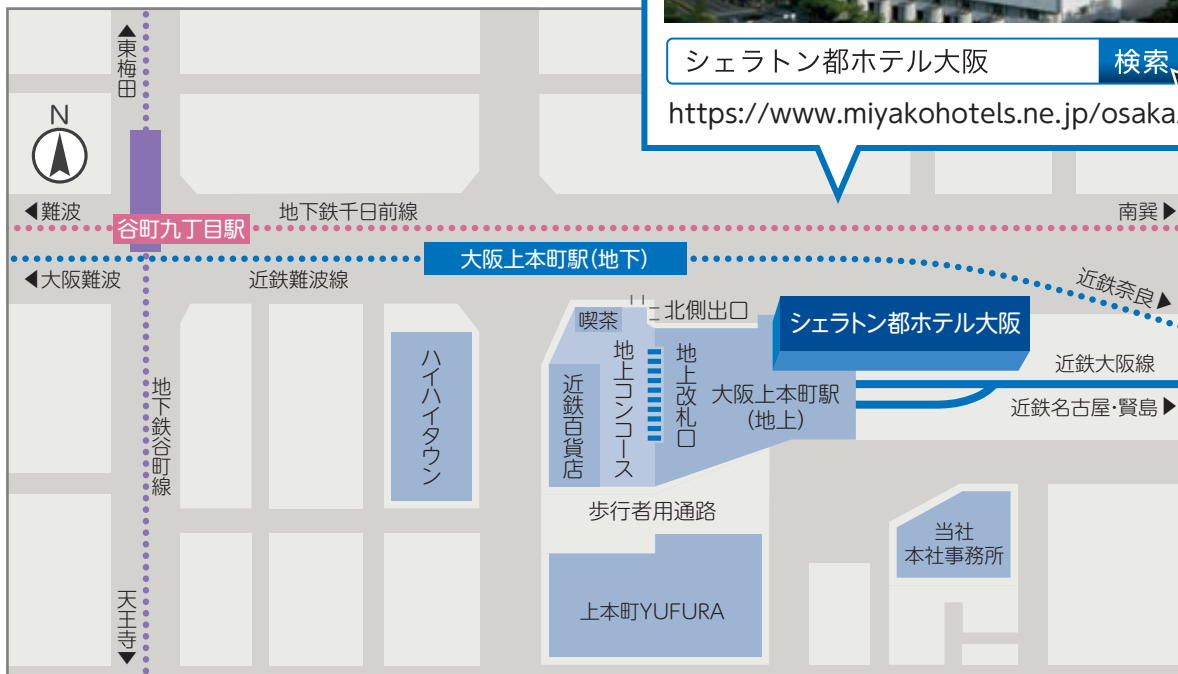 シェラトン都ホテル大阪
検索
https://www.miyakohotels.ne.jp/osaka
▲東梅田
N
◀難波
地下鉄千日前線
南巽▶
谷町九丁目駅
大阪上本町駅(地下)
◀大阪難波
近鉄難波線
近鉄奈良▶
北側出口
喫茶
シェラトン都ホテル大阪
ハイハイタウン
近鉄百貨店
地上コンコース
地上改札口
大阪上本町駅
(地上)
近鉄大阪線
近鉄名古屋・賢島▶
地下鉄谷町線
歩行者用通路
当社
本社事務所
上本町YUFURA
天王寺▼